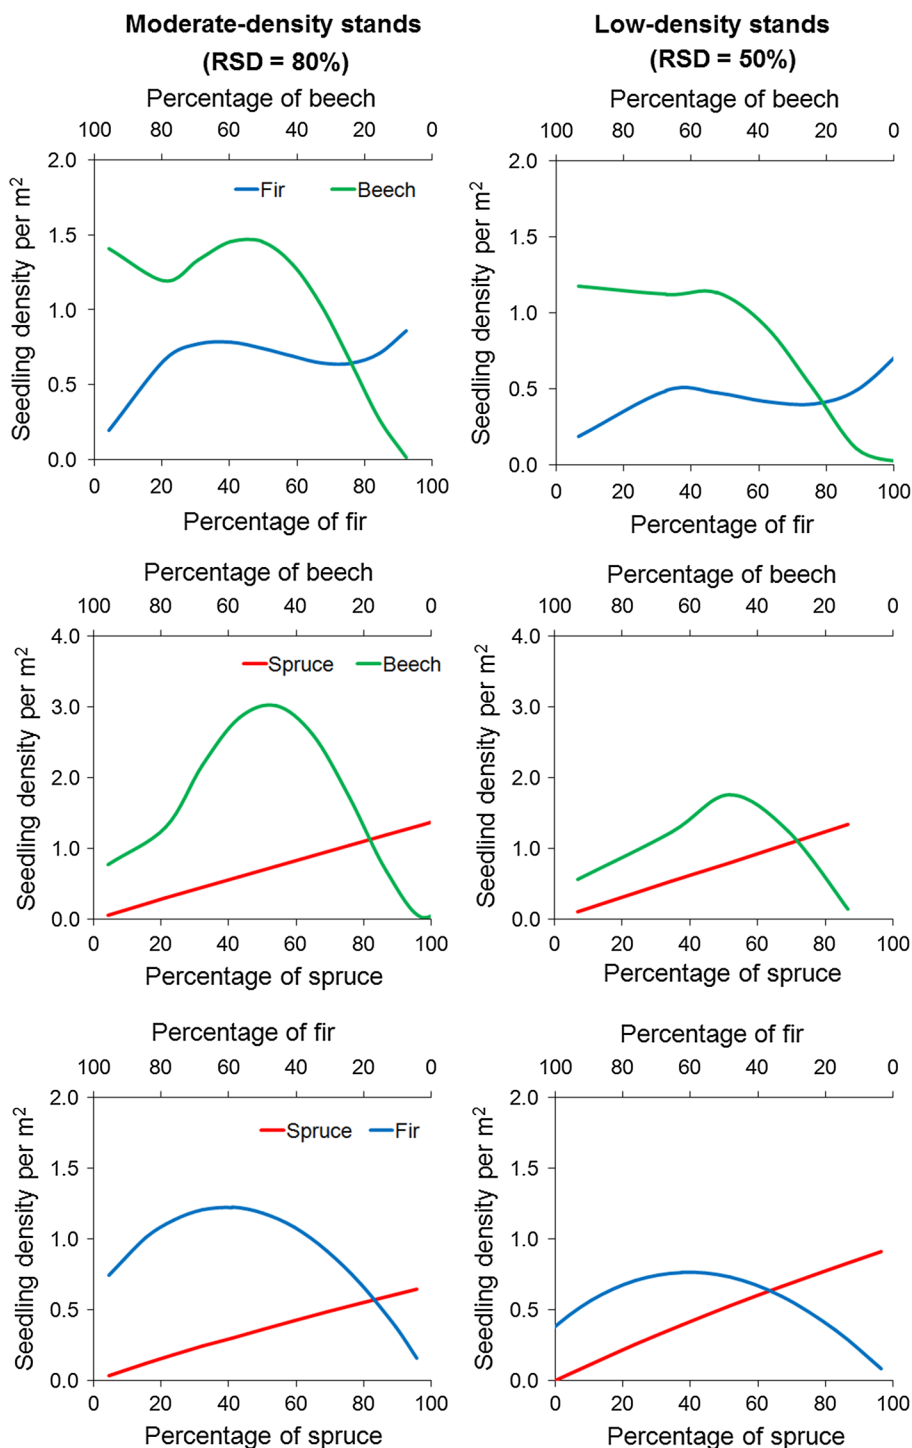 Moderate-density stands
(RSD = 80%)
Low-density stands
(RSD = 50%)
Percentage of beech
100 80 60 40 20 0
2.0
1.5
1.0
0.5
0.0
Seedling density per m2
Fir Beech
0 20 40 60 80 100
Percentage of fir
Percentage of beech
100 80 60 40 20 0
2.0
1.5
1.0
0.5
0.0
Seedling density per m2
0 20 40 60 80 100
Percentage of fir
Percentage of beech
100 80 60 40 20 0
4.0
3.0
2.0
1.0
0.0
Seedling density per m2
Spruce Beech
0 20 40 60 80 100
Percentage of spruce
Percentage of beech
100 80 60 40 20 0
4.0
3.0
2.0
1.0
0.0
Seedlind density per m2
0 20 40 60 80 100
Percentage of spruce
Percentage of fir
100 80 60 40 20 0
2.0
1.5
1.0
0.5
0.0
Seedling density per m2
Spruce Fir
0 20 40 60 80 100
Percentage of spruce
Percentage of fir
100 80 60 40 20 0
2.0
1.5
1.0
0.5
0.0
Seedling density per m2
0 20 40 60 80 100
Percentage of spruce